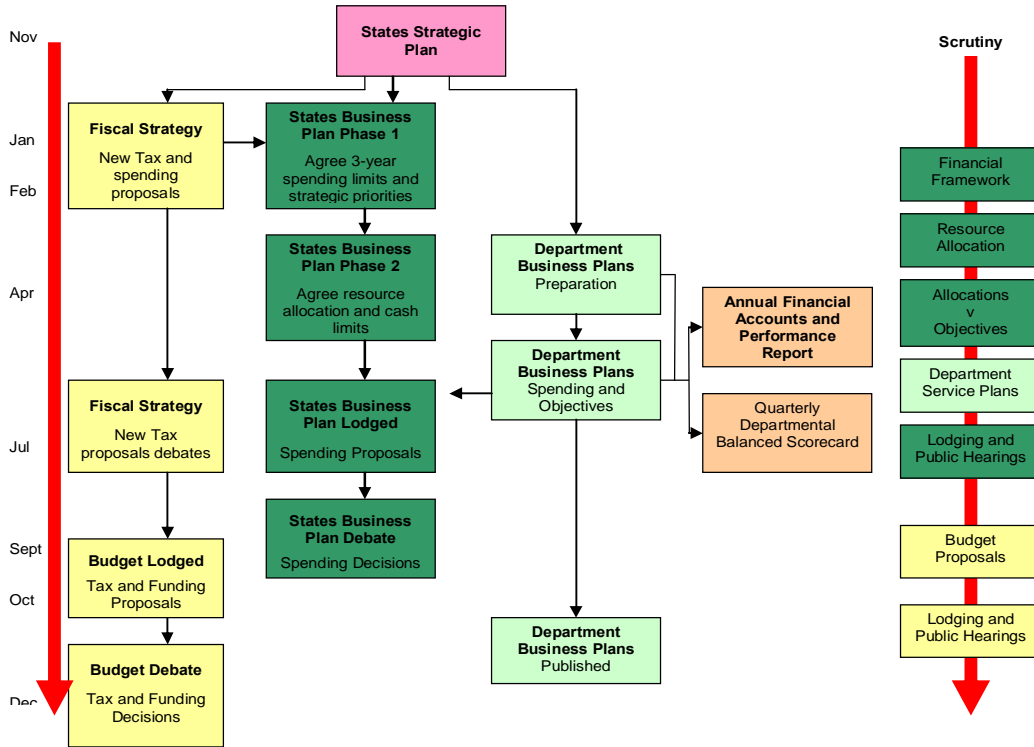 Nov
Jan
Feb
Apr
Jul
Sept
Oct
Dec
States Strategic
Plan
Fiscal Strategy
New Tax and
spending
proposals
Fiscal Strategy
New Tax
proposals debates
Budget Lodged
Tax and Funding
Proposals
Budget Debate
Tax and Funding
Decisions
States Business
Plan Phase 1
Agree 3-year
spending limits and
strategic priorities
States Business
Plan Phase 2
Agree resource
allocation and cash
limits
States Business
Plan Lodged
Spending Proposals
States Business
Plan Debate
Spending Decisions
Department
Business Plans
Preparation
Department
Business Plans
Spending and
Objectives
Department
Business Plans
Published
Annual Financial
Accounts and
Performance
Report
Quarterly
Departmental
Balanced Scorecard
Scrutiny
Financial
Framework
Resource
Allocation
Allocations
v
Objectives
Department
Service Plans
Lodging and
Public Hearings
Budget
Proposals
Lodging and
Public Hearings